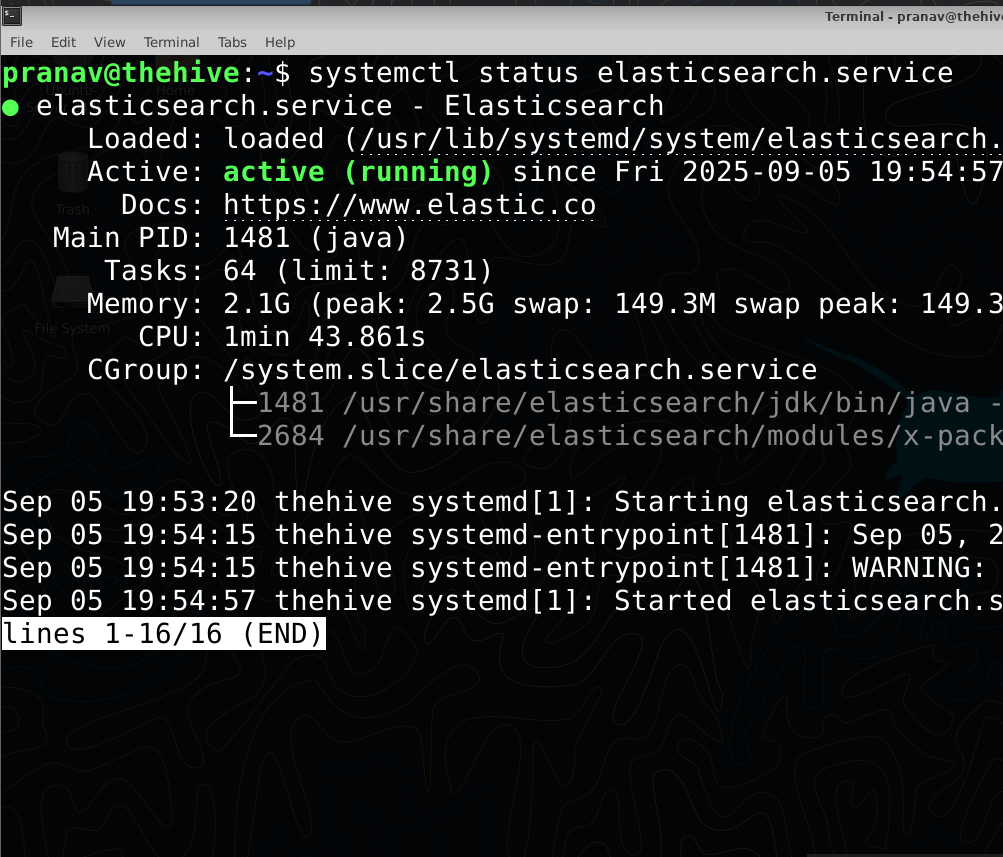 Terminal - pranav@thehive
File Edit View Terminal Tabs Help
pranav@thehive:~$ systemctl status elasticsearch.service
● elasticsearch.service - Elasticsearch
Loaded: loaded (/usr/lib/systemd/system/elasticsearch.
Active: active (running) since Fri 2025-09-05 19:54:57
Docs: https://www.elastic.co
Main PID: 1481 (java)
Tasks: 64 (limit: 8731)
Memory: 2.1G (peak: 2.5G swap: 149.3M swap peak: 149.3
CPU: 1min 43.861s
CGroup: /system.slice/elasticsearch.service
├─1481 /usr/share/elasticsearch/jdk/bin/java -
└─2684 /usr/share/elasticsearch/modules/x-pack
Sep 05 19:53:20 thehive systemd[1]: Starting elasticsearch.
Sep 05 19:54:15 thehive systemd-entrypoint[1481]: Sep 05, 2
Sep 05 19:54:15 thehive systemd-entrypoint[1481]: WARNING:
Sep 05 19:54:57 thehive systemd[1]: Started elasticsearch.s
lines 1-16/16 (END)
Home
Trash
File System